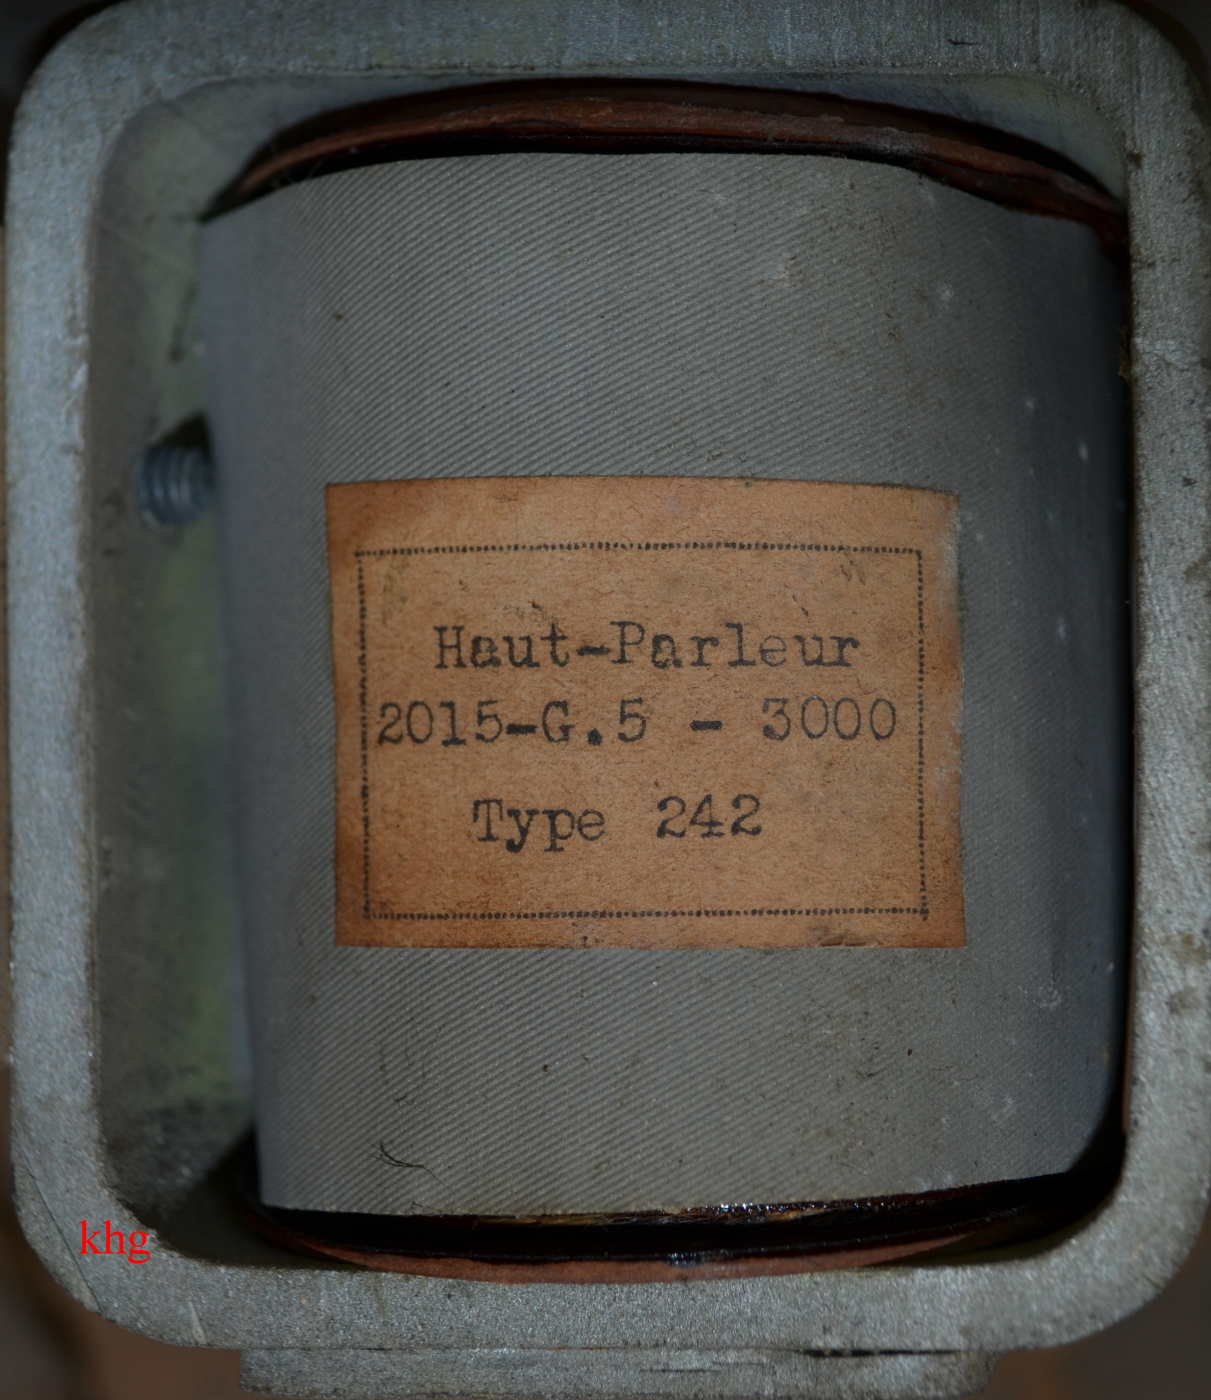 Haut-Parleur
2015-G.5 - 3000
Type 242
khg